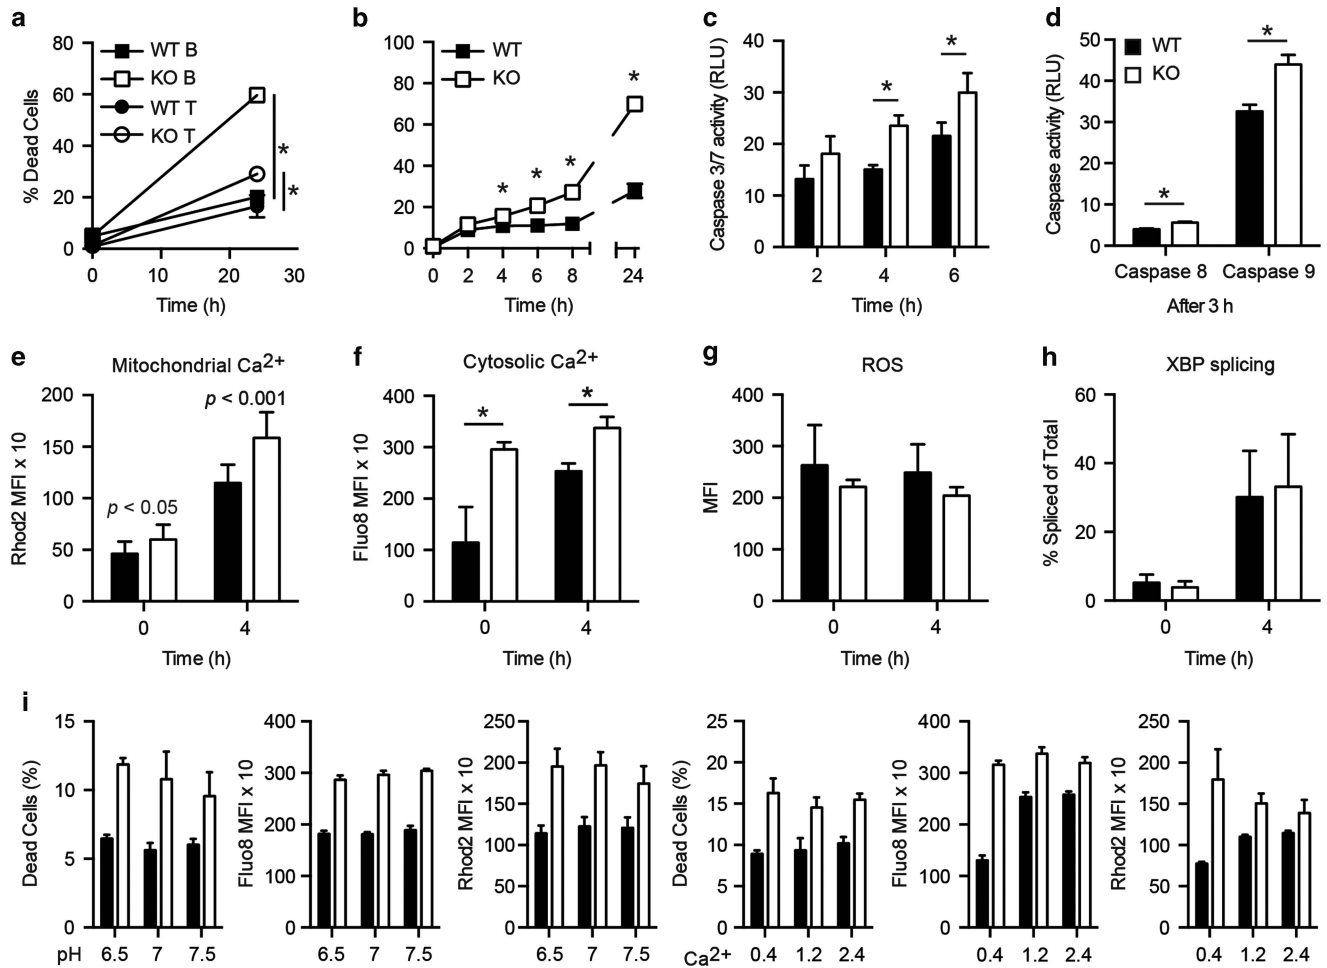 a
80
60
40
20
0
% Dead Cells
WT B
KO B
WT T
KO T
*
*
0 10 20 30
Time (h)
b
100
80
60
40
20
0
WT
KO
* * * *
0 2 4 6 8 24
Time (h)
c
40
30
20
10
0
Caspase 3/7 activity (RLU)
* *
2 4 6
Time (h)
d
50
40
30
20
10
0
Caspase activity (RLU)
WT
KO
* *
Caspase 8 Caspase 9
After 3 h
e
Mitochondrial Ca2+
200
150
100
50
0
Rhod2 MFI x 10
p < 0.001
p < 0.05
0 4
Time (h)
f
Cytosolic Ca2+
400
300
200
100
0
Fluo8 MFI x 10
* *
0 4
Time (h)
g
ROS
400
300
200
100
0
MFI
0 4
Time (h)
h
XBP splicing
60
40
20
0
% Spliced of Total
0 4
Time (h)
i
15
10
5
0
Dead Cells (%)
pH 6.5 7 7.5
400
300
200
100
0
Fluo8 MFI x 10
6.5 7 7.5
250
200
150
100
50
0
Rhod2 MFI x 10
6.5 7 7.5
25
20
15
10
5
0
Dead Cells (%)
Ca2+ 0.4 1.2 2.4
400
300
200
100
0
Fluo8 MFI x 10
0.4 1.2 2.4
250
200
150
100
50
0
Rhod2 MFI x 10
0.4 1.2 2.4